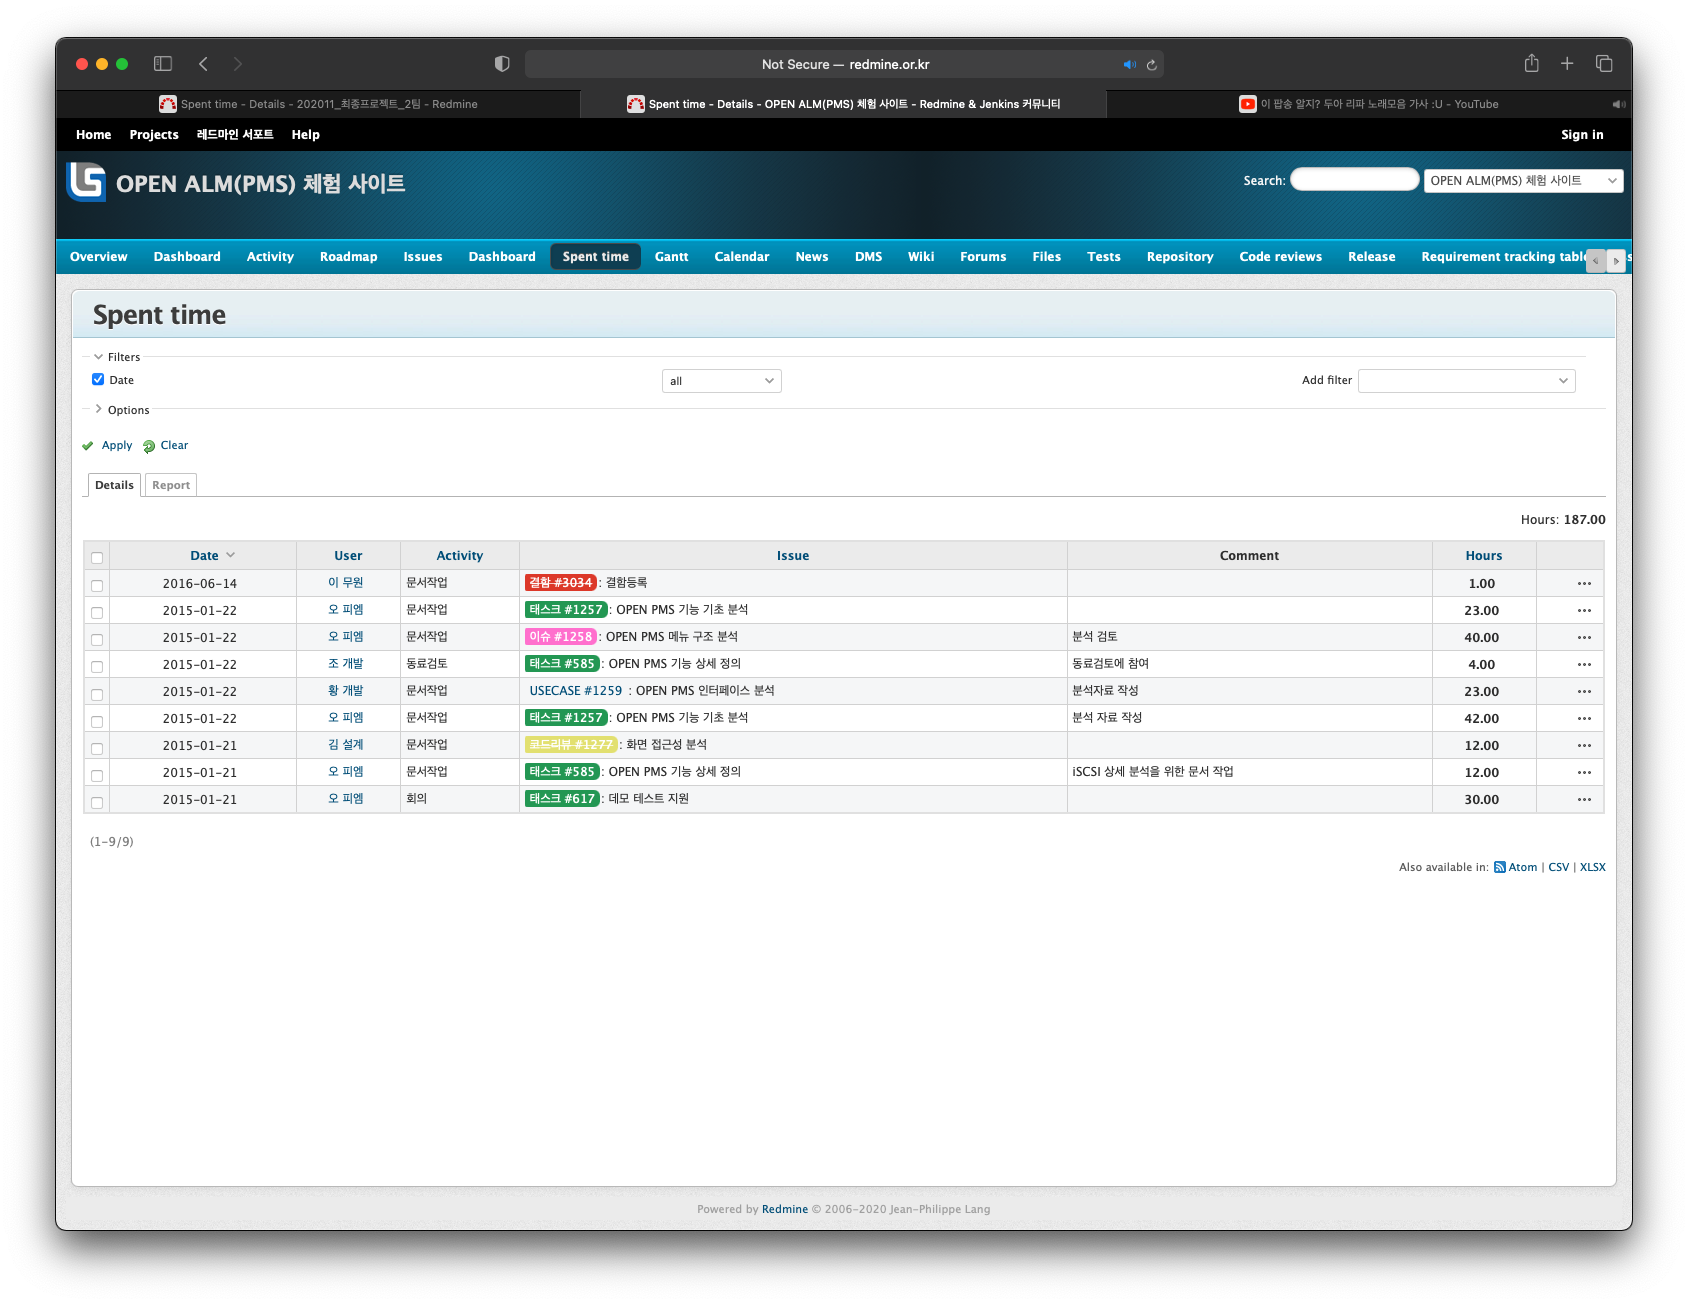 Not Secure — redmine.or.kr
Spent time - Details - 202011_최종프로젝트_2팀 - Redmine
Spent time - Details - OPEN ALM(PMS) 체험 사이트 - Redmine & Jenkins 커뮤니티
이 팝송 알지? 두아 리파 노래모음 가사 :U - YouTube
Home Projects 레드마인 서포트 Help Sign in
OPEN ALM(PMS) 체험 사이트
Search: OPEN ALM(PMS) 체험 사이트
Overview Dashboard Activity Roadmap Issues Dashboard Spent time Gantt Calendar News DMS Wiki Forums Files Tests Repository Code reviews Release Requirement tracking table
Spent time
Filters
Date all Add filter
Options
Apply Clear
Details Report
Hours: 187.00
Date User Activity Issue Comment Hours
2016-06-14 이 무원 문서작업 결함 #3034 : 결함등록 1.00 •••
2015-01-22 오 피엠 문서작업 태스크 #1257 : OPEN PMS 기능 기초 분석 23.00 •••
2015-01-22 오 피엠 문서작업 이슈 #1258 : OPEN PMS 메뉴 구조 분석 분석 검토 40.00 •••
2015-01-22 조 개발 동료검토 태스크 #585 : OPEN PMS 기능 상세 정의 동료검토에 참여 4.00 •••
2015-01-22 황 개발 문서작업 USECASE #1259 : OPEN PMS 인터페이스 분석 분석자료 작성 23.00 •••
2015-01-22 오 피엠 문서작업 태스크 #1257 : OPEN PMS 기능 기초 분석 분석 자료 작성 42.00 •••
2015-01-21 김 설계 문서작업 코드리뷰 #1277 : 화면 접근성 분석 12.00 •••
2015-01-21 오 피엠 문서작업 태스크 #585 : OPEN PMS 기능 상세 정의 iSCSI 상세 분석을 위한 문서 작업 12.00 •••
2015-01-21 오 피엠 회의 태스크 #617 : 데모 테스트 지원 30.00 •••
(1-9/9)
Also available in: Atom | CSV | XLSX
Powered by Redmine © 2006-2020 Jean-Philippe Lang